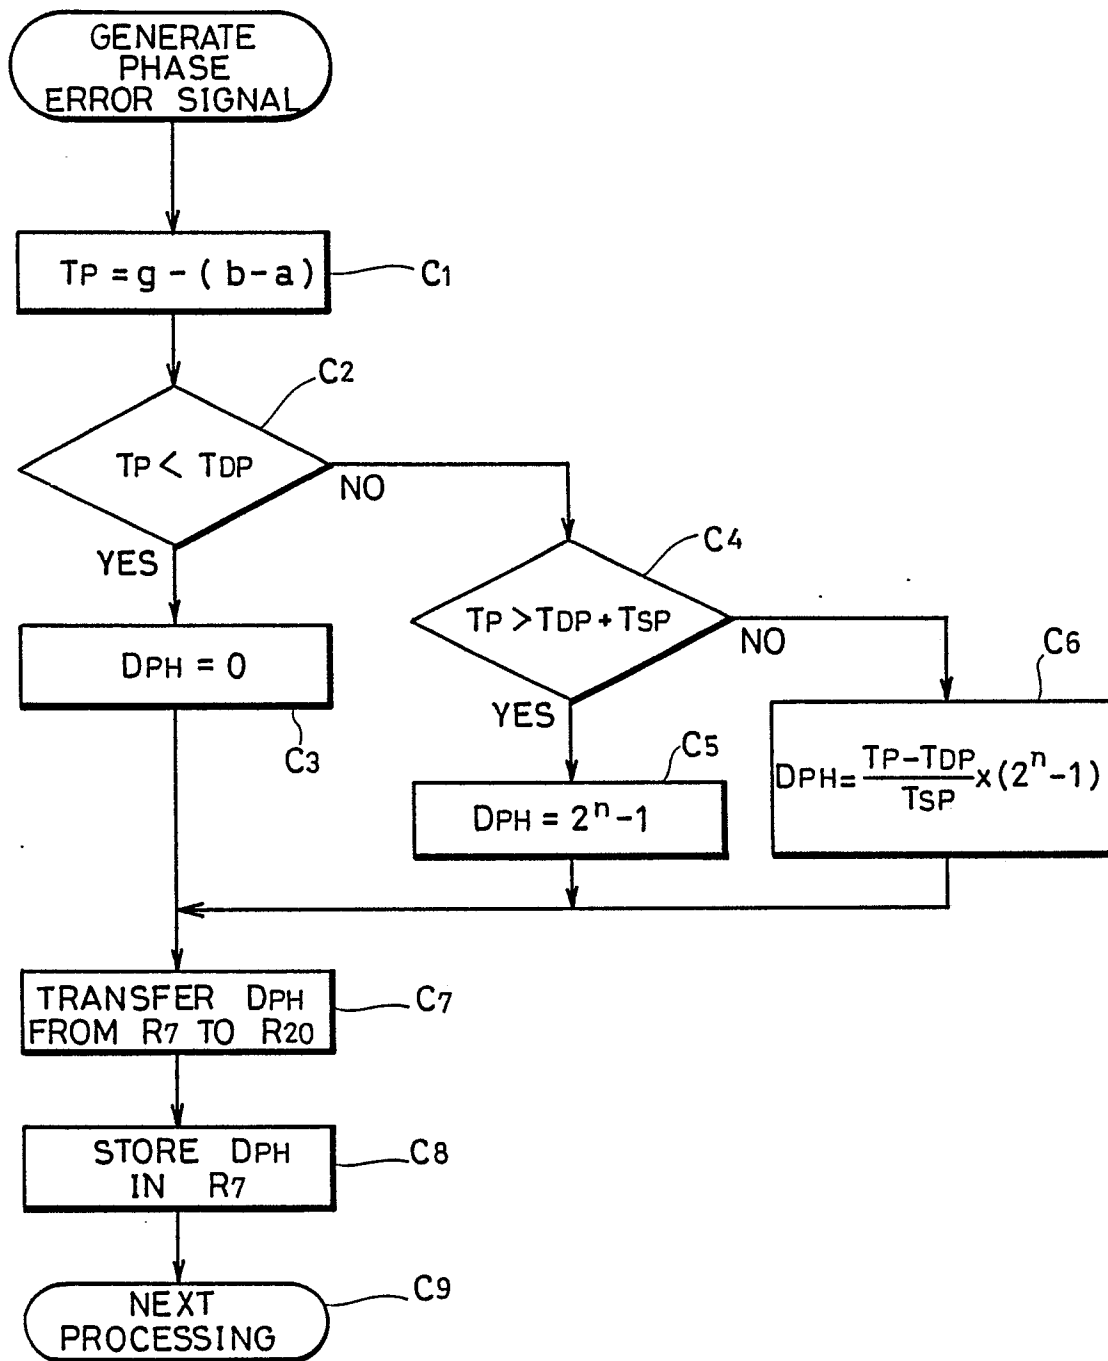 GENERATE
PHASE
ERROR SIGNAL
TP = g - ( b - a )
C1
C2
TP < TDP
NO
YES
C4
TP > TDP + TSP
NO
YES
C6
DPH = 0
C3
C5
DPH = 2^n - 1
DPH = (TP - TDP)/TSP x (2^n - 1)
TRANSFER DPH
FROM R7 TO R20
C7
STORE DPH
IN R7
C8
NEXT
PROCESSING
C9